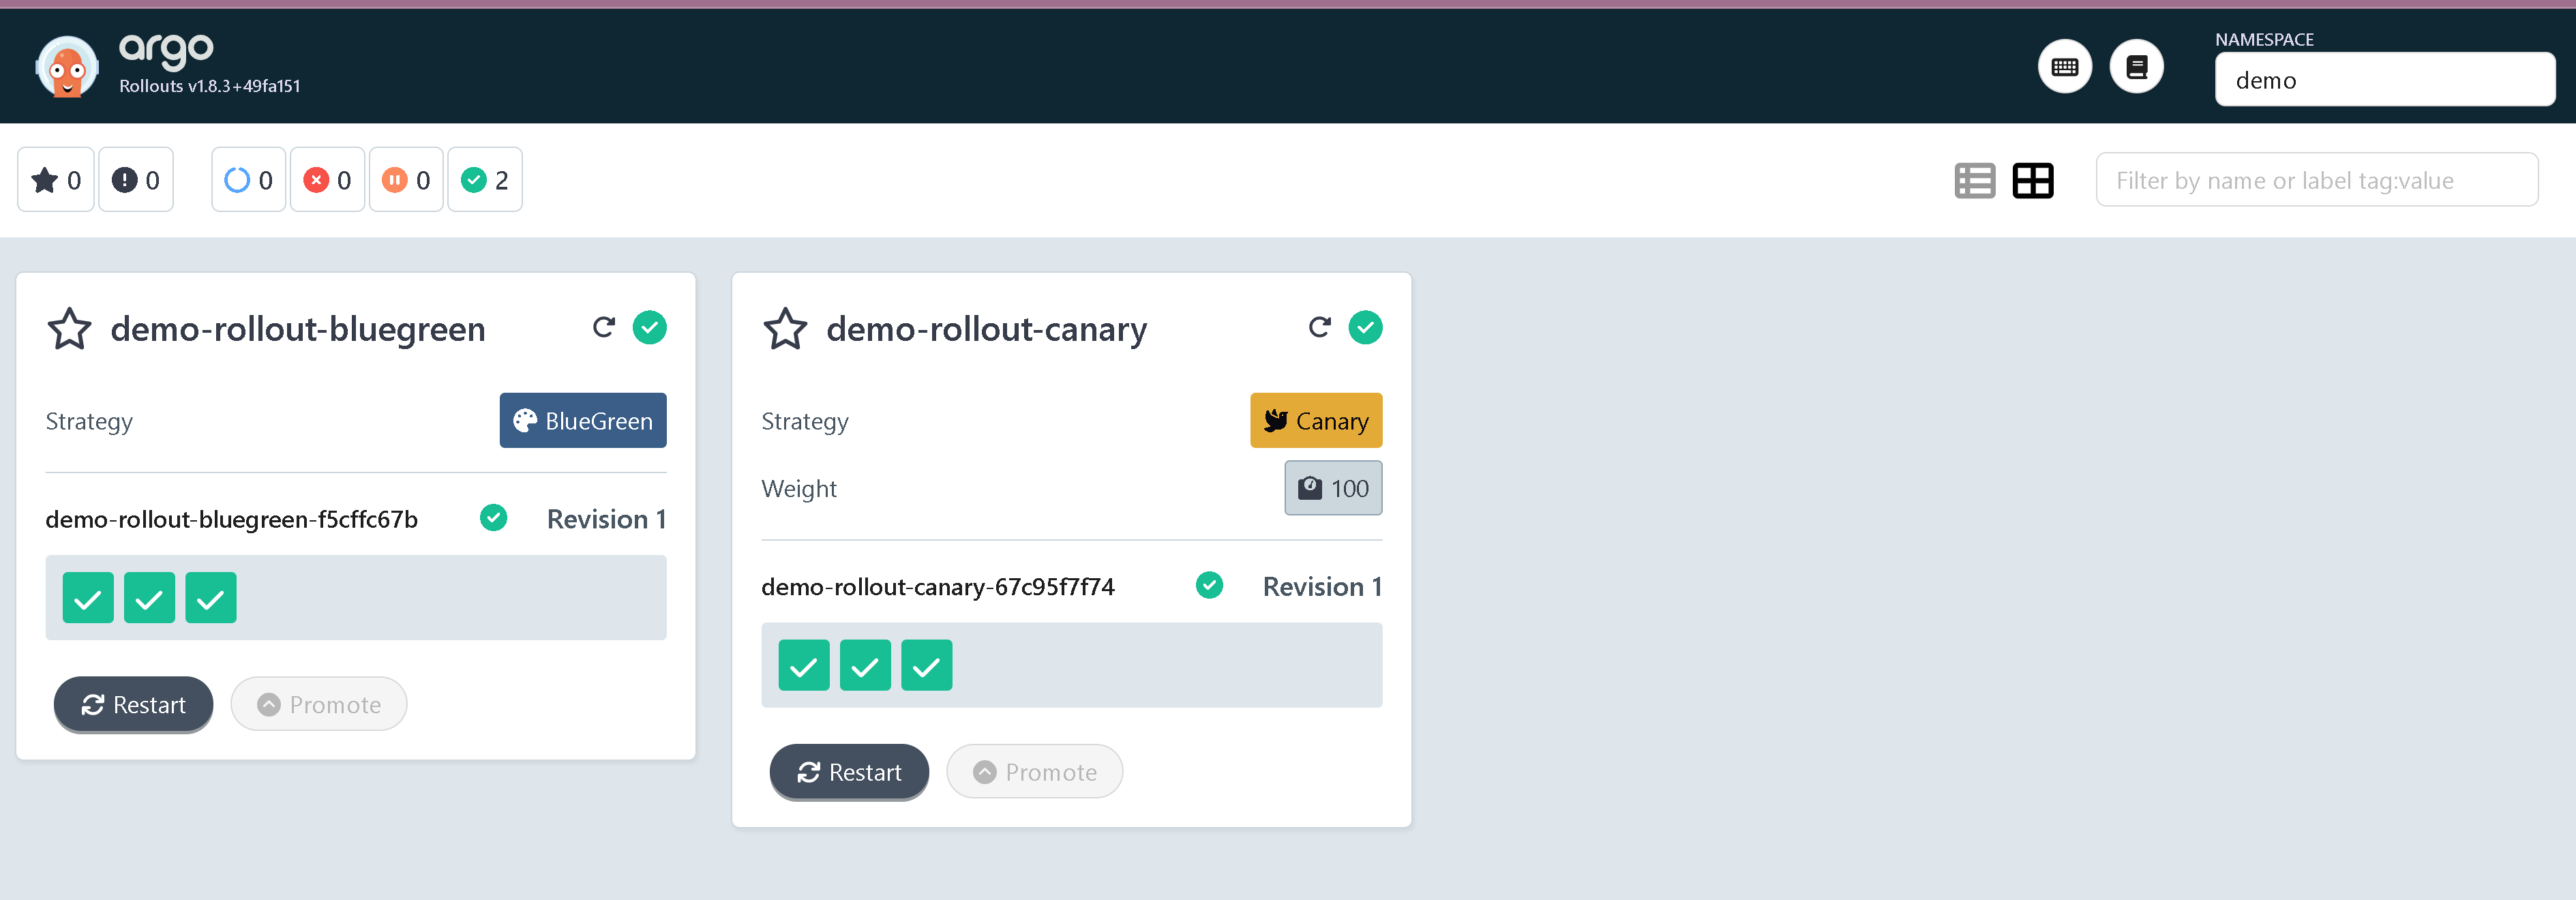 argo
Rollouts v1.8.3+49fa151
NAMESPACE
demo
0 0 0 0 0 2
Filter by name or label tag:value
demo-rollout-bluegreen
Strategy BlueGreen
demo-rollout-bluegreen-f5cffc67b Revision 1
Restart Promote
demo-rollout-canary
Strategy Canary
Weight 100
demo-rollout-canary-67c95f7f74 Revision 1
Restart Promote